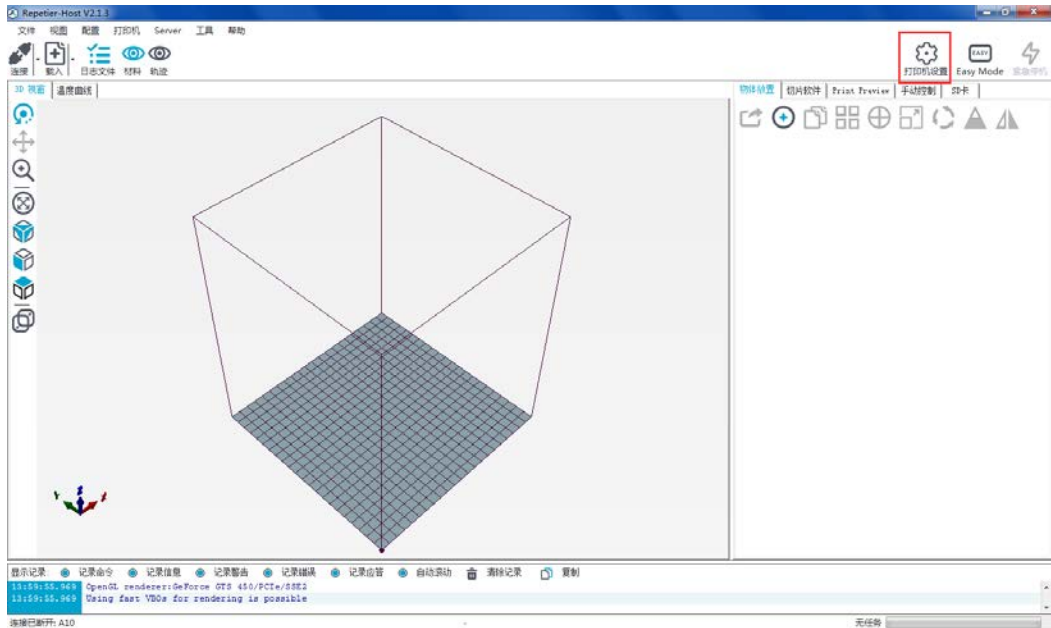 Repetier-Host V2.1.3
文件 视图 配置 打印机 Server 工具 帮助
连接 载入 日志文件 材料 轨迹 打印机设置 EASY Easy Mode 紧急停机
3D 视窗 温度曲线 物体放置 切片软件 Print Preview 手动控制 SD卡
显示记录 记录命令 记录信息 记录警告 记录错误 记录应答 自动滚动 清除记录 复制
13:59:55.969 OpenGL renderer:GeForce GTS 450/PCIe/SSE2
13:59:55.969 Using fast VBOs for rendering is possible
连接已断开: A10 - 无任务